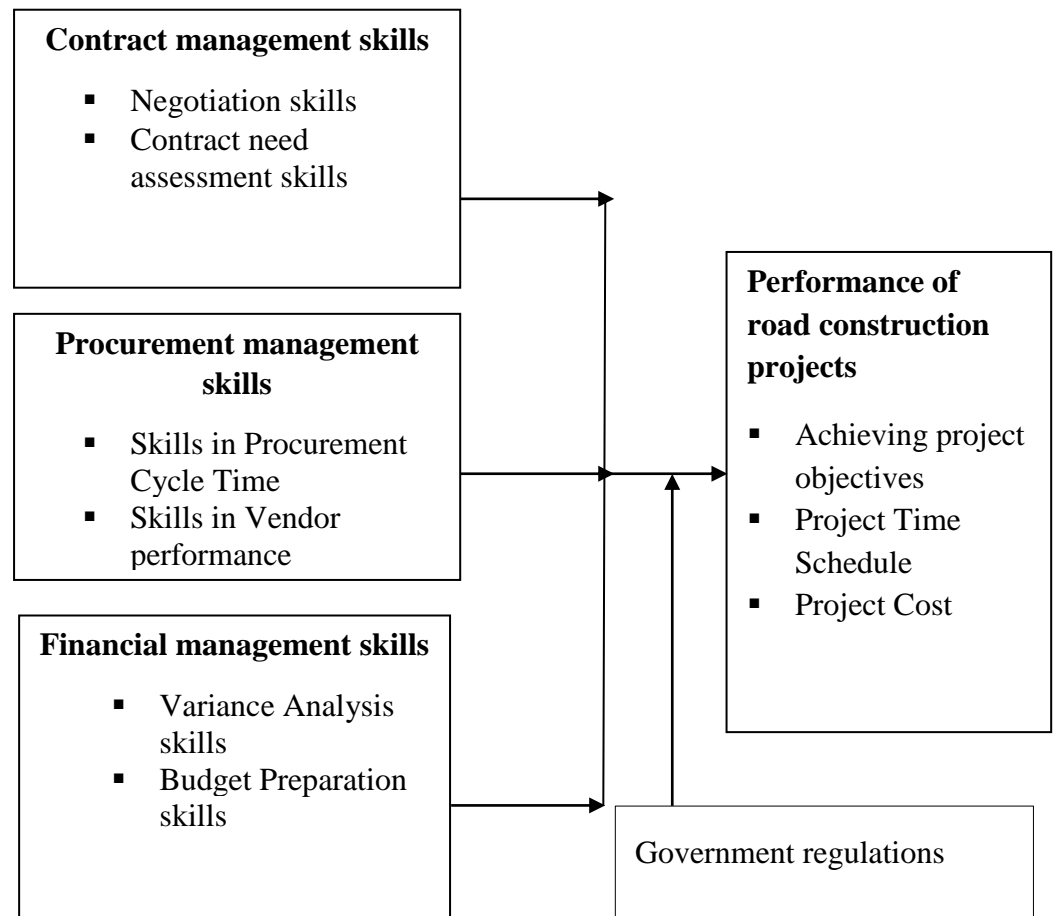 Contract management skills
▪ Negotiation skills
▪ Contract need
assessment skills
Procurement management
skills
▪ Skills in Procurement
Cycle Time
▪ Skills in Vendor
performance
Financial management skills
▪ Variance Analysis
skills
▪ Budget Preparation
skills
Performance of
road construction
projects
▪ Achieving project
objectives
▪ Project Time
Schedule
▪ Project Cost
Government regulations